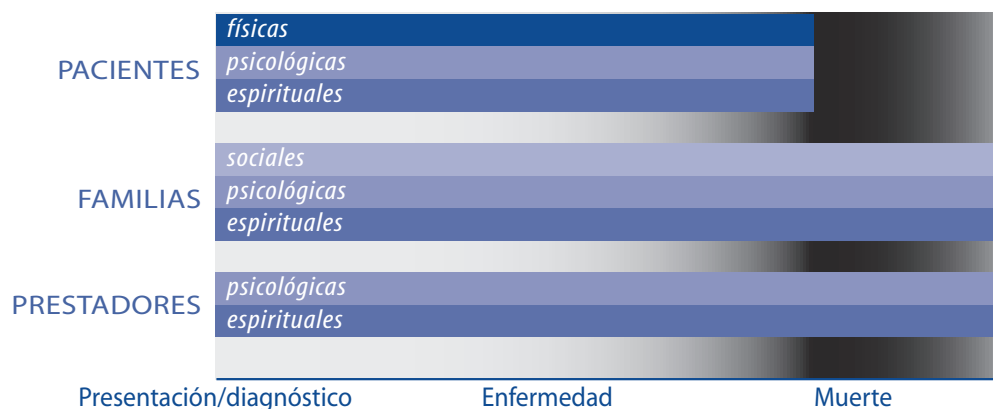 físicas
PACIENTES
psicológicas
espirituales
sociales
FAMILIAS
psicológicas
espirituales
PRESTADORES
psicológicas
espirituales
Presentación/diagnóstico Enfermedad Muerte